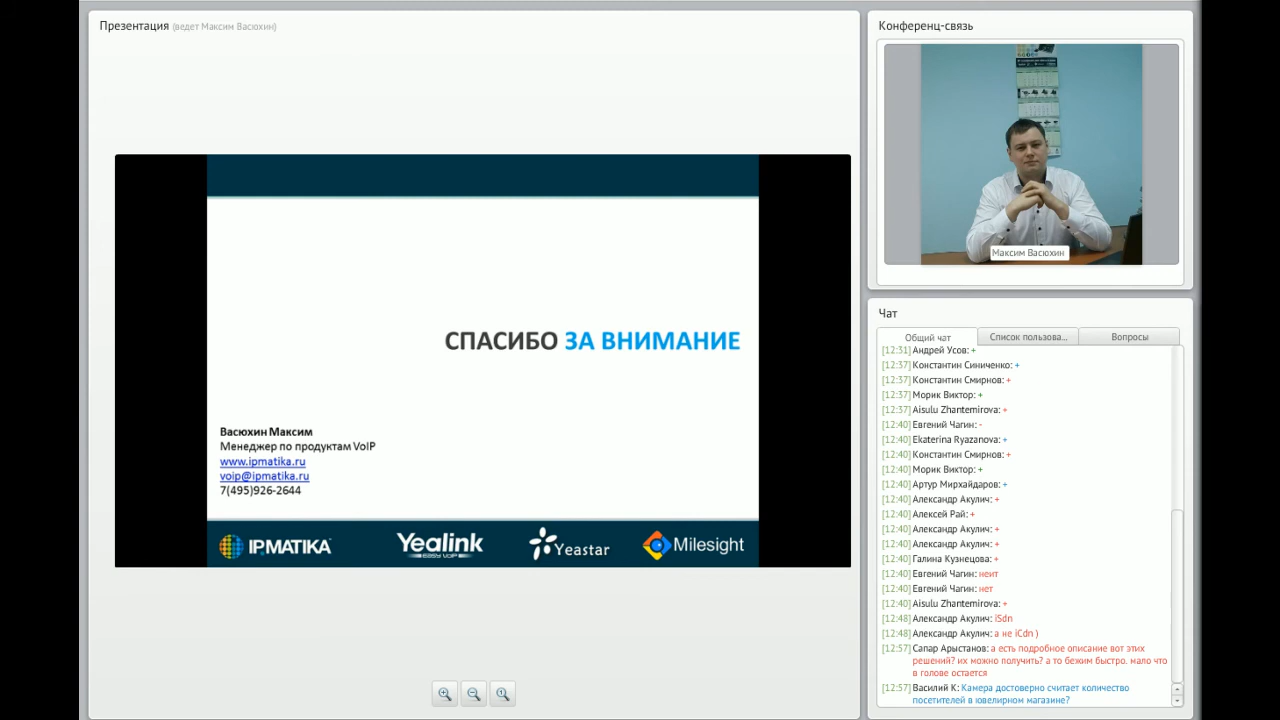 Презентация (ведет Максим Васюхин)
СПАСИБО ЗА ВНИМАНИЕ
Васюхин Максим
Менеджер по продуктам VoIP
www.ipmatika.ru
voip@ipmatika.ru
7(495)926-2644
IPMATIKA
Yealink
EASY VOIP
Yeastar
Milesight
Конференц-связь
Максим Васюхин
Чат
Общий чат
Список пользова...
Вопросы
[12:31] Андрей Усов: +
[12:37] Константин Синиченко: +
[12:37] Константин Смирнов: +
[12:37] Морик Виктор: +
[12:37] Aisulu Zhantemirova: +
[12:40] Евгений Чагин: -
[12:40] Ekaterina Ryazanova: +
[12:40] Константин Смирнов: +
[12:40] Морик Виктор: +
[12:40] Артур Мирхайдаров: +
[12:40] Александр Акулич: +
[12:40] Алексей Рай: +
[12:40] Александр Акулич: +
[12:40] Александр Акулич: +
[12:40] Галина Кузнецова: +
[12:40] Евгений Чагин: неит
[12:40] Евгений Чагин: нет
[12:40] Aisulu Zhantemirova: +
[12:48] Александр Акулич: iSdn
[12:48] Александр Акулич: а не iCdn )
[12:57] Сапар Арыстанов: а есть подробное описание вот этих
решений? их можно получить? а то бежим быстро. мало что
в голове остается
[12:57] Василий К: Камера достоверно считает количество
посетителей в ювелирном магазине?